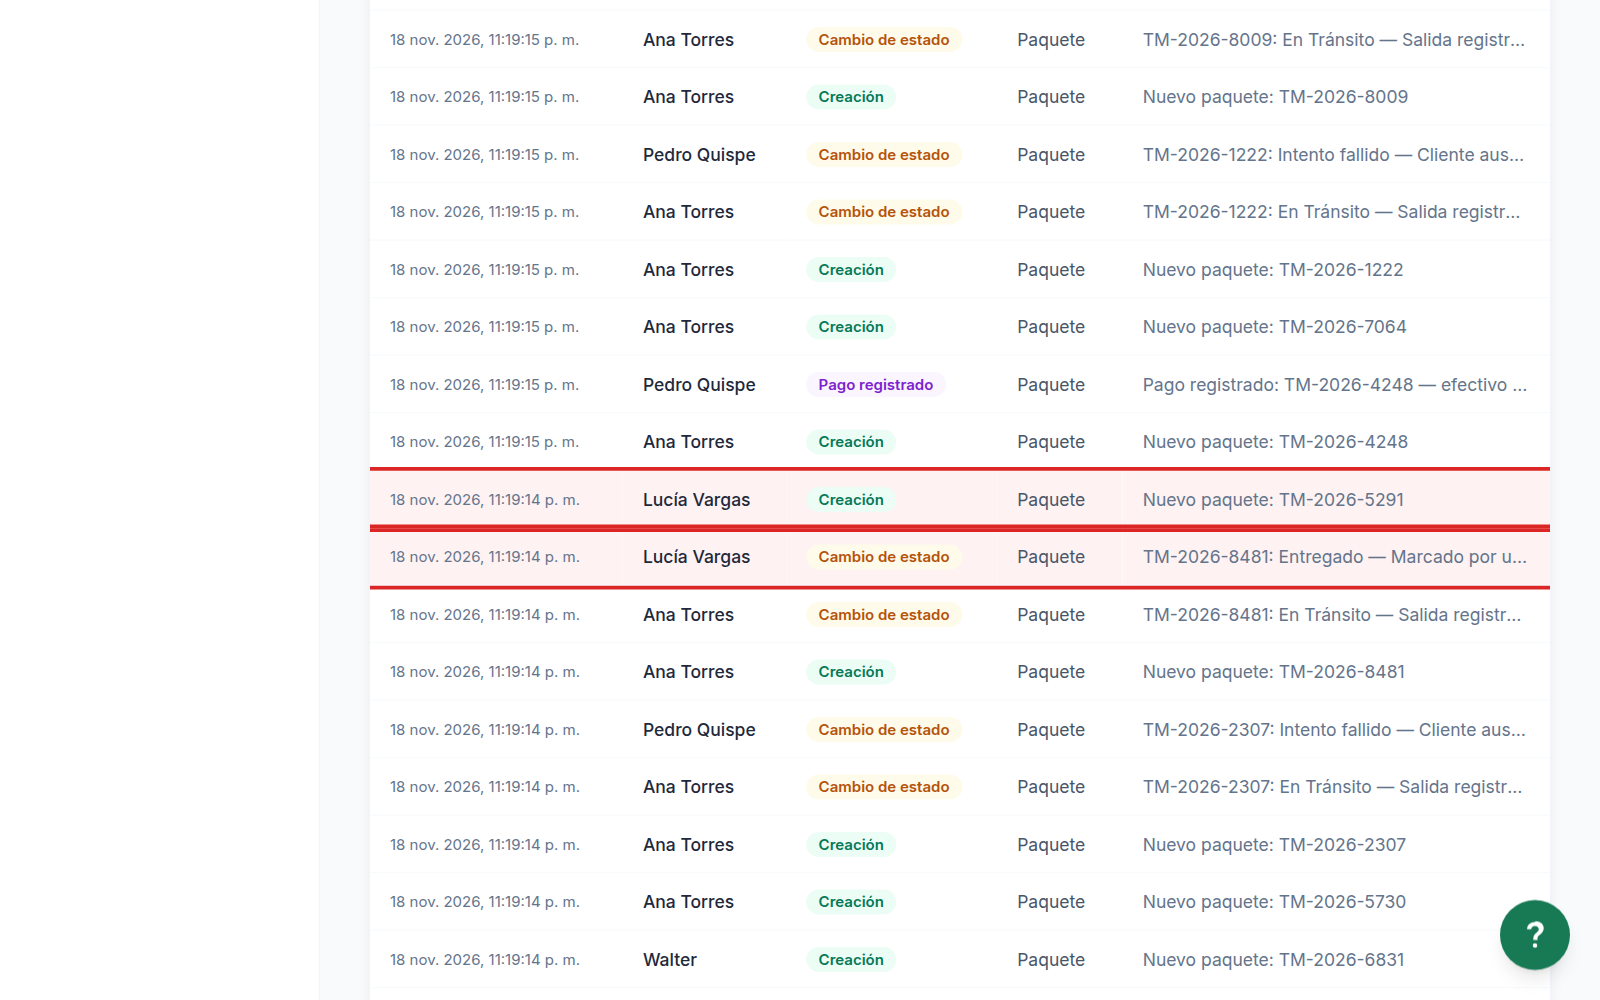 18 nov. 2026, 11:19:15 p. m. Ana Torres Cambio de estado Paquete TM-2026-8009: En Tránsito — Salida registr...
18 nov. 2026, 11:19:15 p. m. Ana Torres Creación Paquete Nuevo paquete: TM-2026-8009
18 nov. 2026, 11:19:15 p. m. Pedro Quispe Cambio de estado Paquete TM-2026-1222: Intento fallido — Cliente aus...
18 nov. 2026, 11:19:15 p. m. Ana Torres Cambio de estado Paquete TM-2026-1222: En Tránsito — Salida registr...
18 nov. 2026, 11:19:15 p. m. Ana Torres Creación Paquete Nuevo paquete: TM-2026-1222
18 nov. 2026, 11:19:15 p. m. Ana Torres Creación Paquete Nuevo paquete: TM-2026-7064
18 nov. 2026, 11:19:15 p. m. Pedro Quispe Pago registrado Paquete Pago registrado: TM-2026-4248 — efectivo ...
18 nov. 2026, 11:19:15 p. m. Ana Torres Creación Paquete Nuevo paquete: TM-2026-4248
18 nov. 2026, 11:19:14 p. m. Lucía Vargas Creación Paquete Nuevo paquete: TM-2026-5291
18 nov. 2026, 11:19:14 p. m. Lucía Vargas Cambio de estado Paquete TM-2026-8481: Entregado — Marcado por u...
18 nov. 2026, 11:19:14 p. m. Ana Torres Cambio de estado Paquete TM-2026-8481: En Tránsito — Salida registr...
18 nov. 2026, 11:19:14 p. m. Ana Torres Creación Paquete Nuevo paquete: TM-2026-8481
18 nov. 2026, 11:19:14 p. m. Pedro Quispe Cambio de estado Paquete TM-2026-2307: Intento fallido — Cliente aus...
18 nov. 2026, 11:19:14 p. m. Ana Torres Cambio de estado Paquete TM-2026-2307: En Tránsito — Salida registr...
18 nov. 2026, 11:19:14 p. m. Ana Torres Creación Paquete Nuevo paquete: TM-2026-2307
18 nov. 2026, 11:19:14 p. m. Ana Torres Creación Paquete Nuevo paquete: TM-2026-5730
18 nov. 2026, 11:19:14 p. m. Walter Creación Paquete Nuevo paquete: TM-2026-6831
?